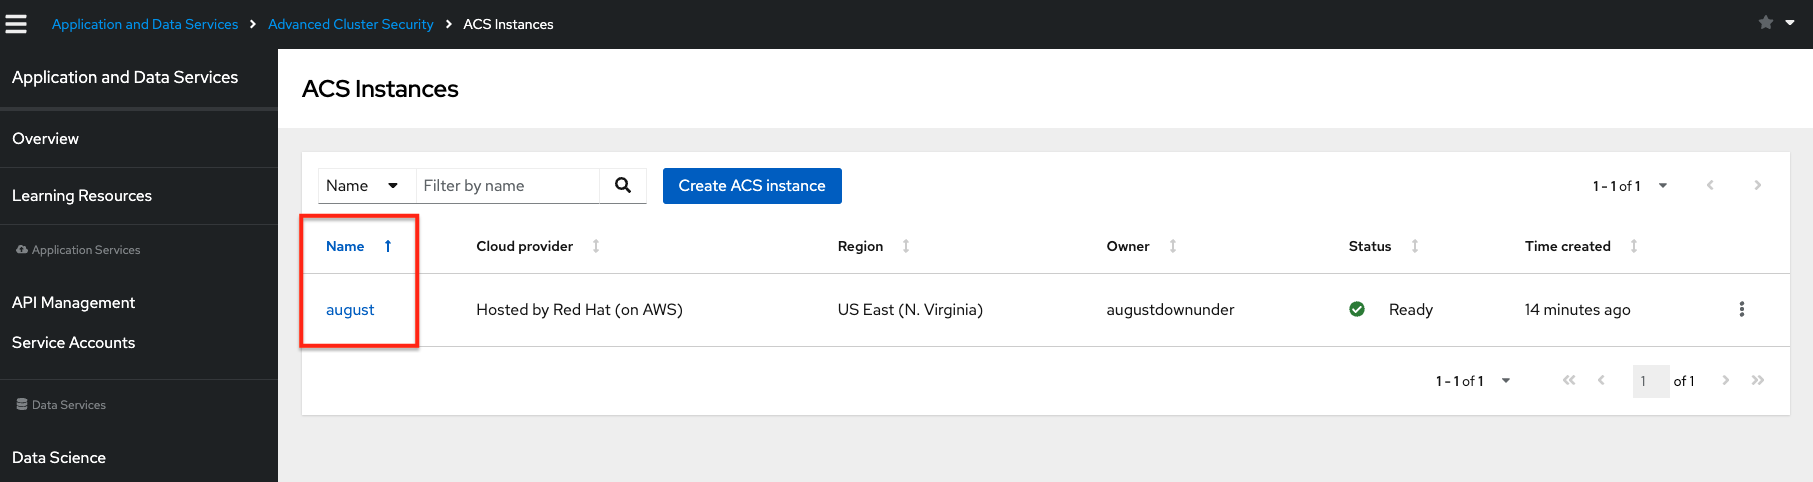 Application and Data Services > Advanced Cluster Security > ACS Instances
Application and Data Services
Overview
Learning Resources
Application Services
API Management
Service Accounts
Data Services
Data Science
ACS Instances
Name Filter by name Create ACS instance 1 - 1 of 1
Name Cloud provider Region Owner Status Time created
august Hosted by Red Hat (on AWS) US East (N. Virginia) augustdownunder Ready 14 minutes ago
1 - 1 of 1 1 of 1